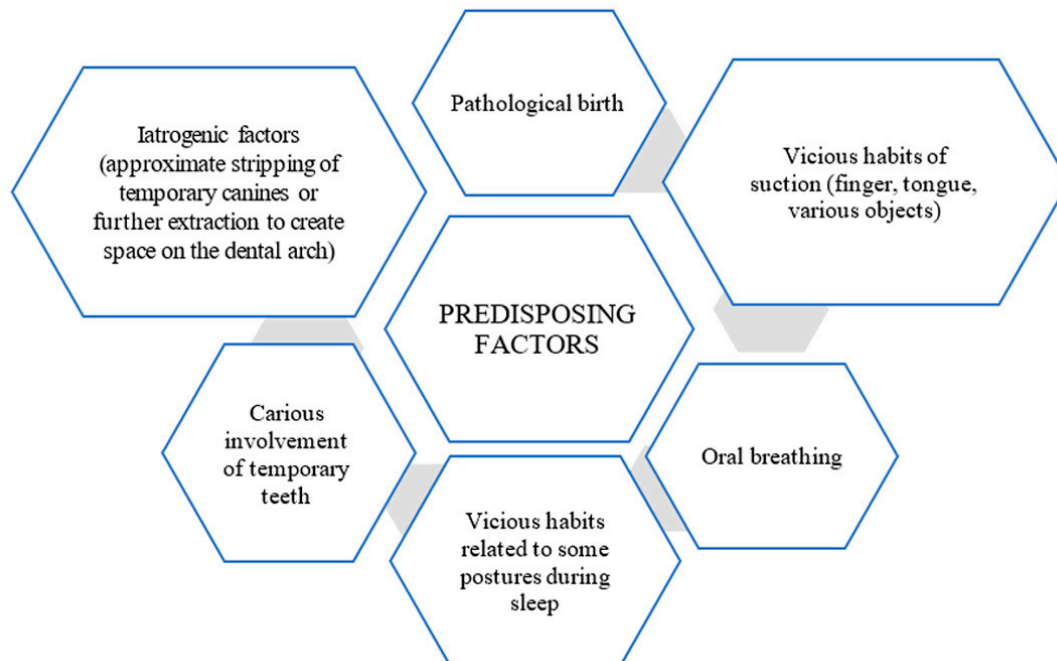 Pathological birth
Iatrogenic factors
(approximate stripping of
temporary canines or
further extraction to create
space on the dental arch)
Vicious habits of
suction (finger, tongue,
various objects)
PREDISPOSING
FACTORS
Carious
involvement
of temporary
teeth
Oral breathing
Vicious habits
related to some
postures during
sleep